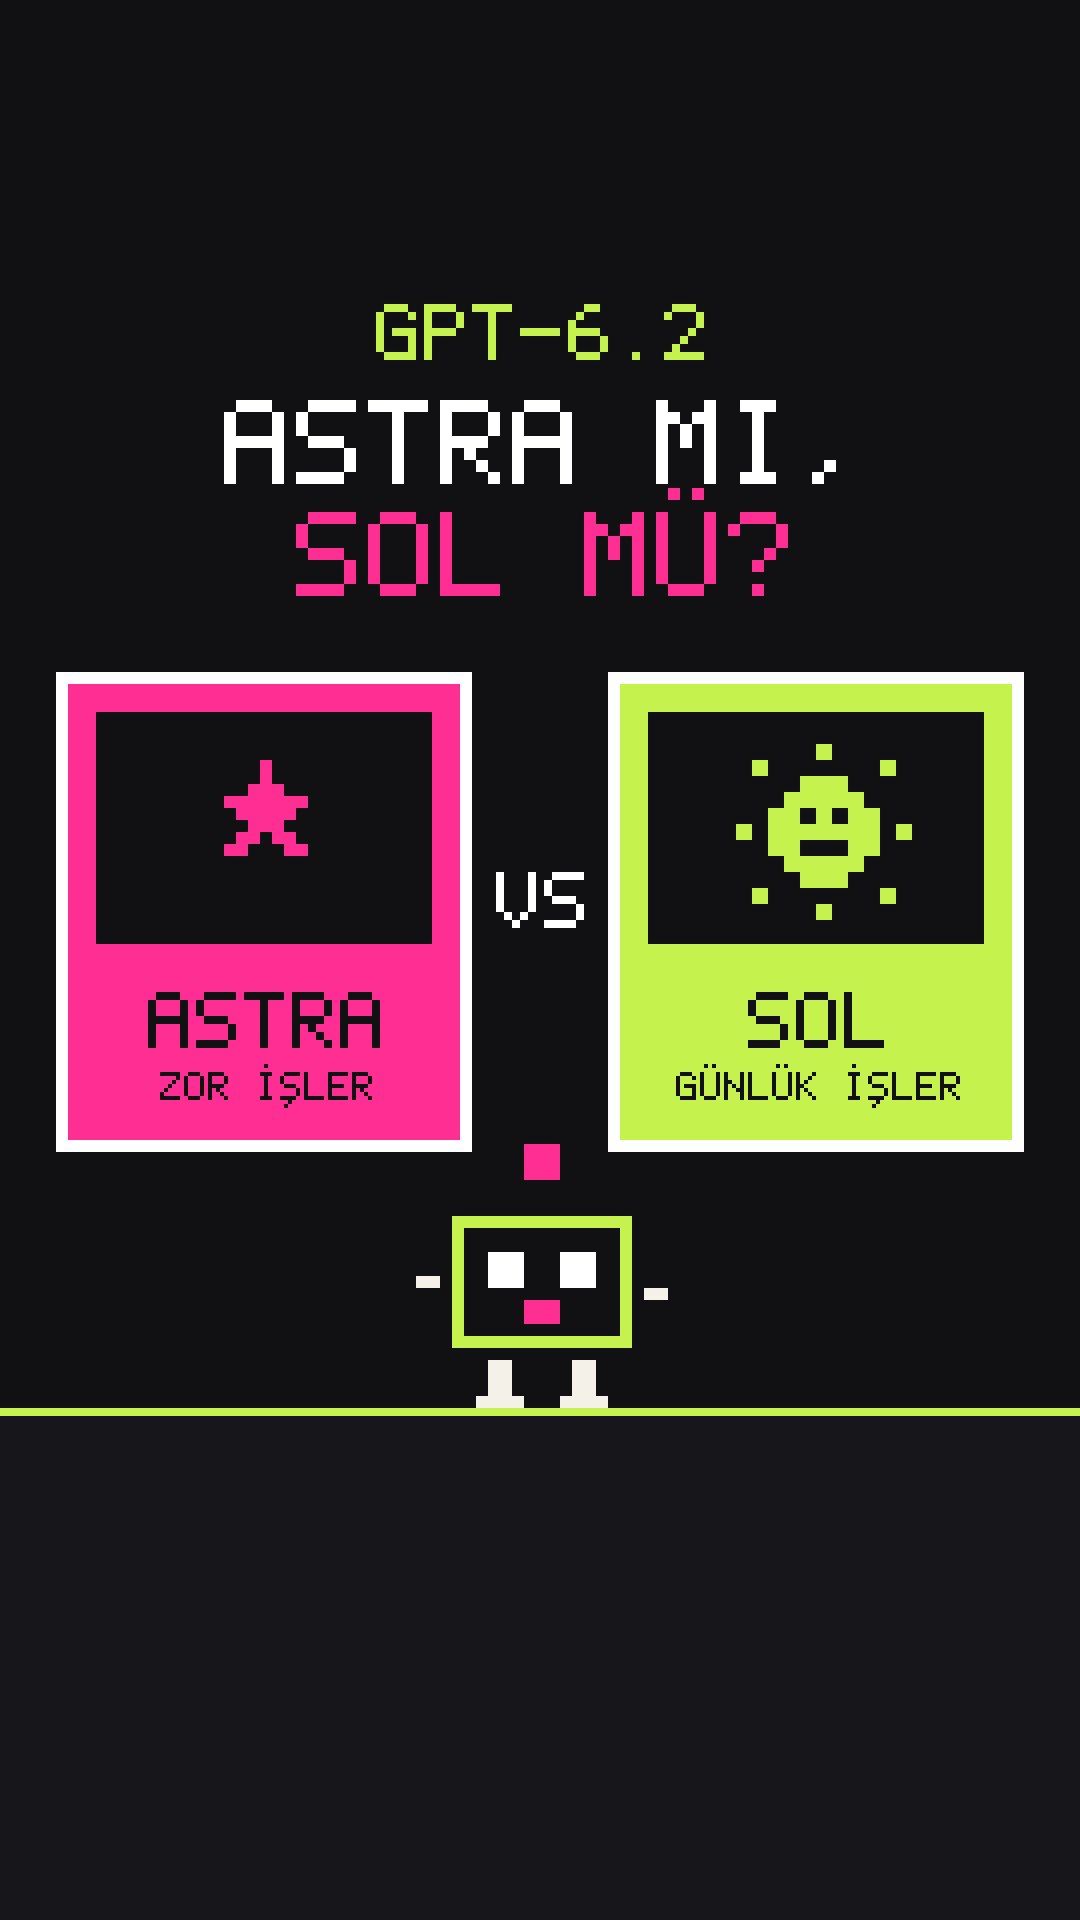 GPT-6.2
ASTRA MI,
SOL MÜ?
VS
ASTRA
ZOR İŞLER
SOL
GÜNLÜK İŞLER